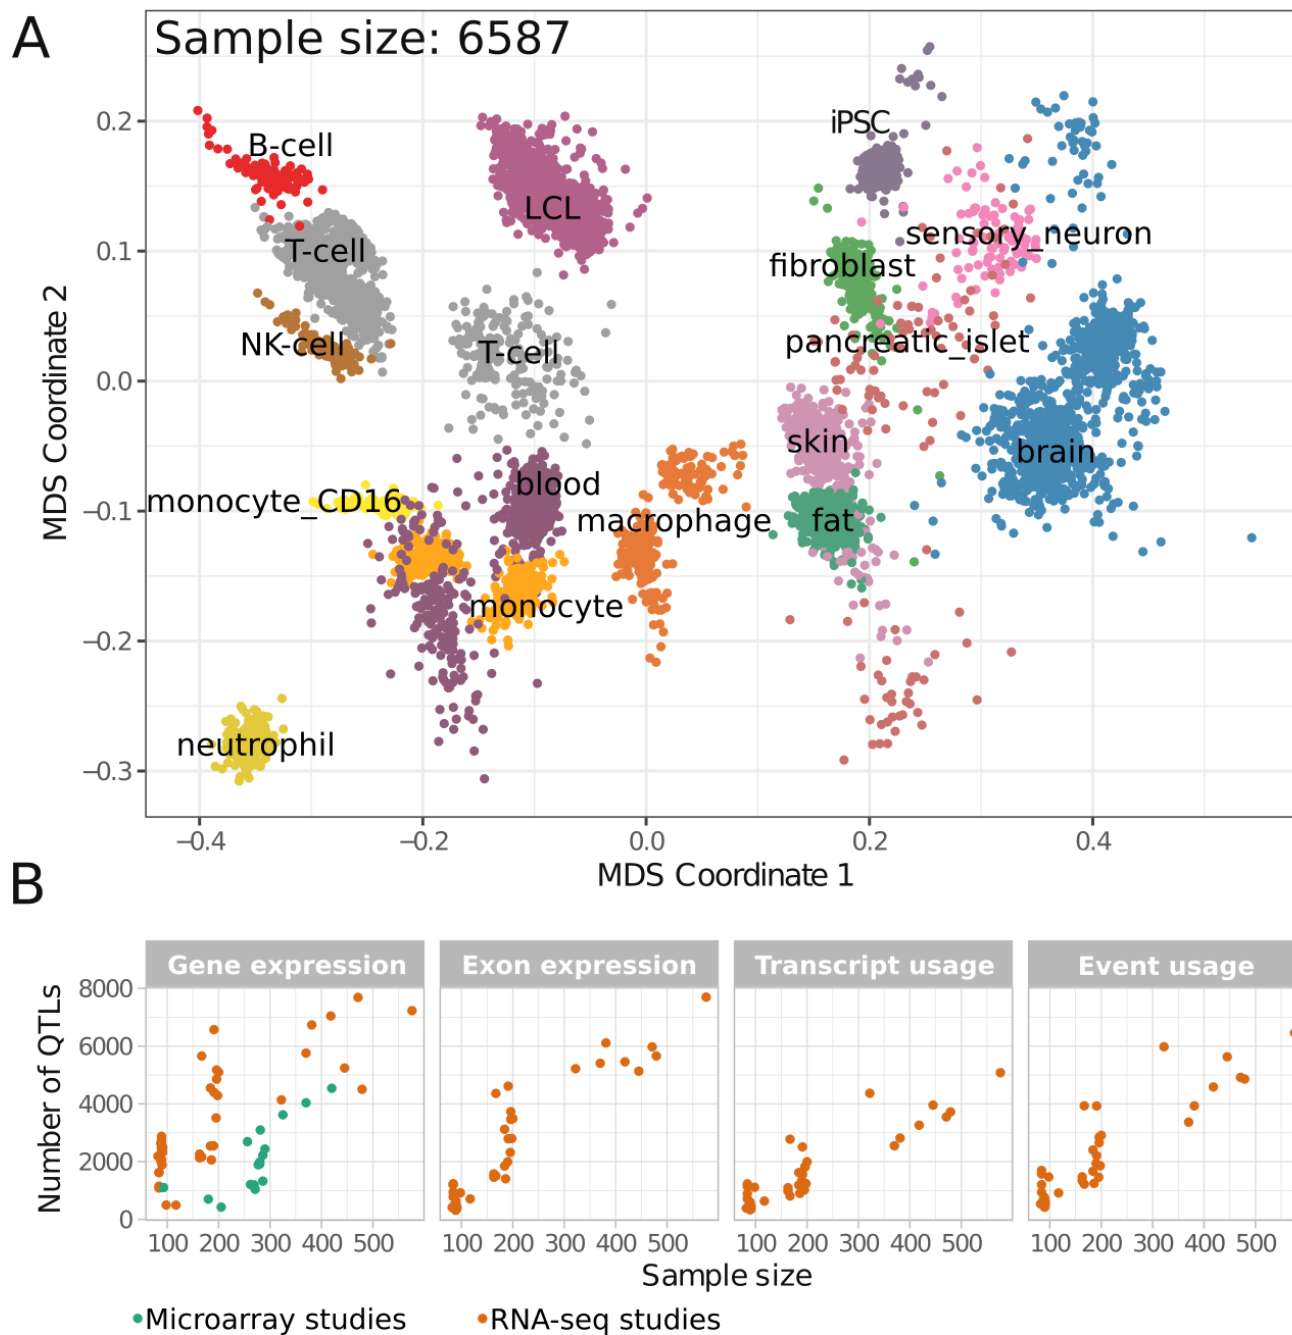 A
Sample size: 6587
MDS Coordinate 2
0.2
0.1
0.0
−0.1
−0.2
−0.3
B-cell
iPSC
LCL
T-cell
sensory_neuron
fibroblast
NK-cell
T-cell
pancreatic_islet
skin
brain
blood
monocyte_CD16
macrophage
fat
monocyte
neutrophil
−0.4
−0.2
0.0
0.2
0.4
MDS Coordinate 1
B
Number of QTLs
Gene expression
Exon expression
Transcript usage
Event usage
8000
6000
4000
2000
0
100 200 300 400 500
100 200 300 400 500
100 200 300 400 500
100 200 300 400 500
Sample size
Microarray studies
RNA-seq studies